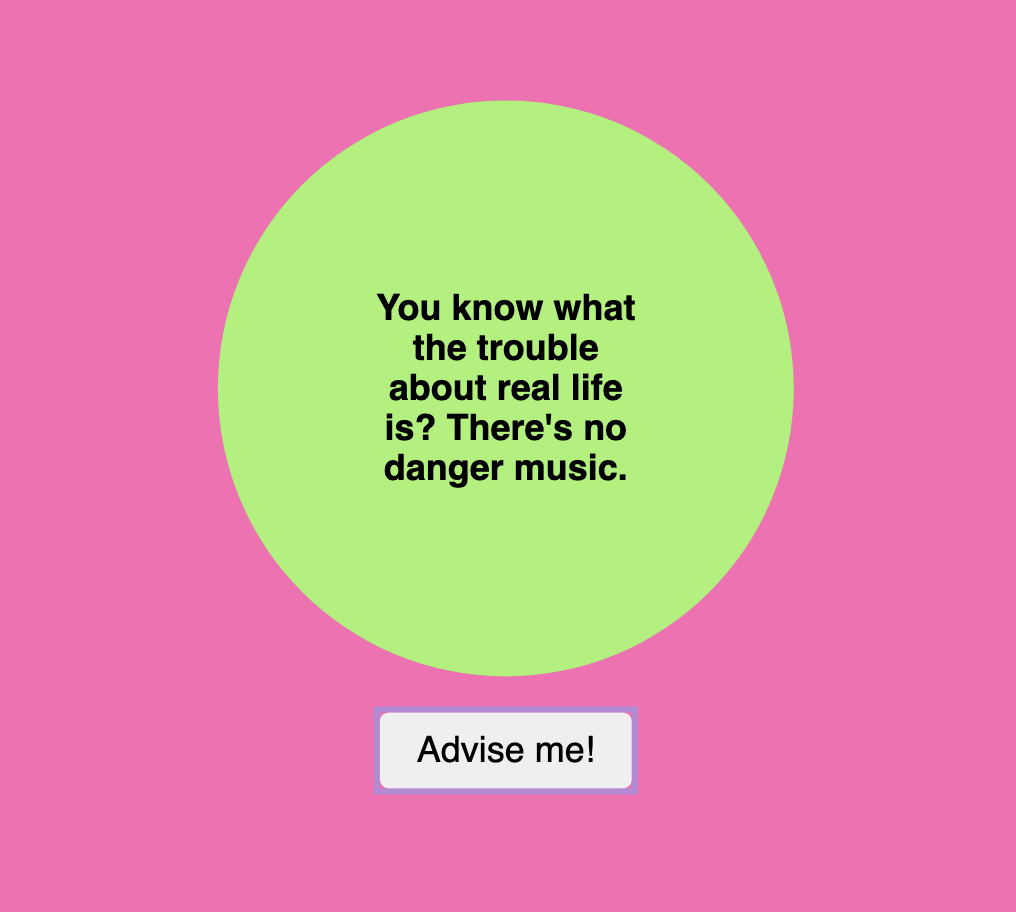 You know what
the trouble
about real life
is? There's no
danger music.
Advise me!